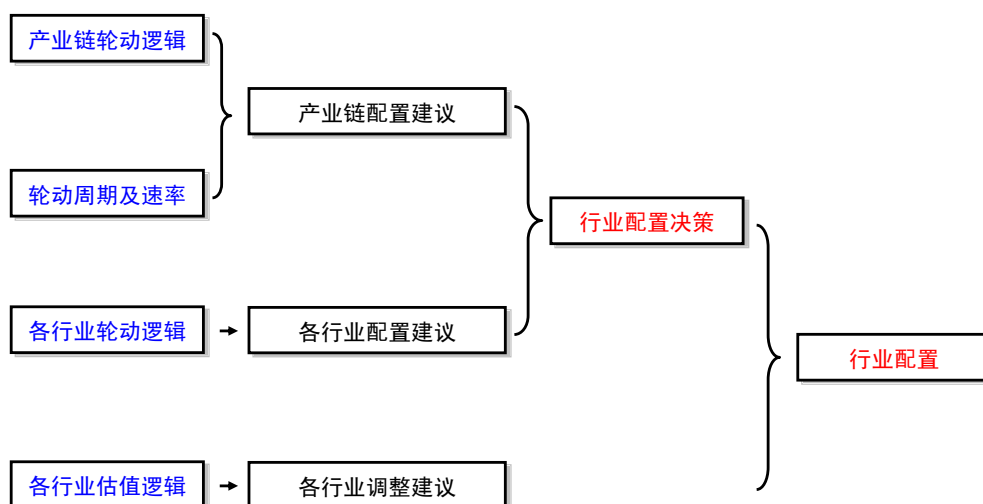 产业链轮动逻辑
产业链配置建议
轮动周期及速率
行业配置决策
各行业轮动逻辑
各行业配置建议
行业配置
各行业估值逻辑
各行业调整建议